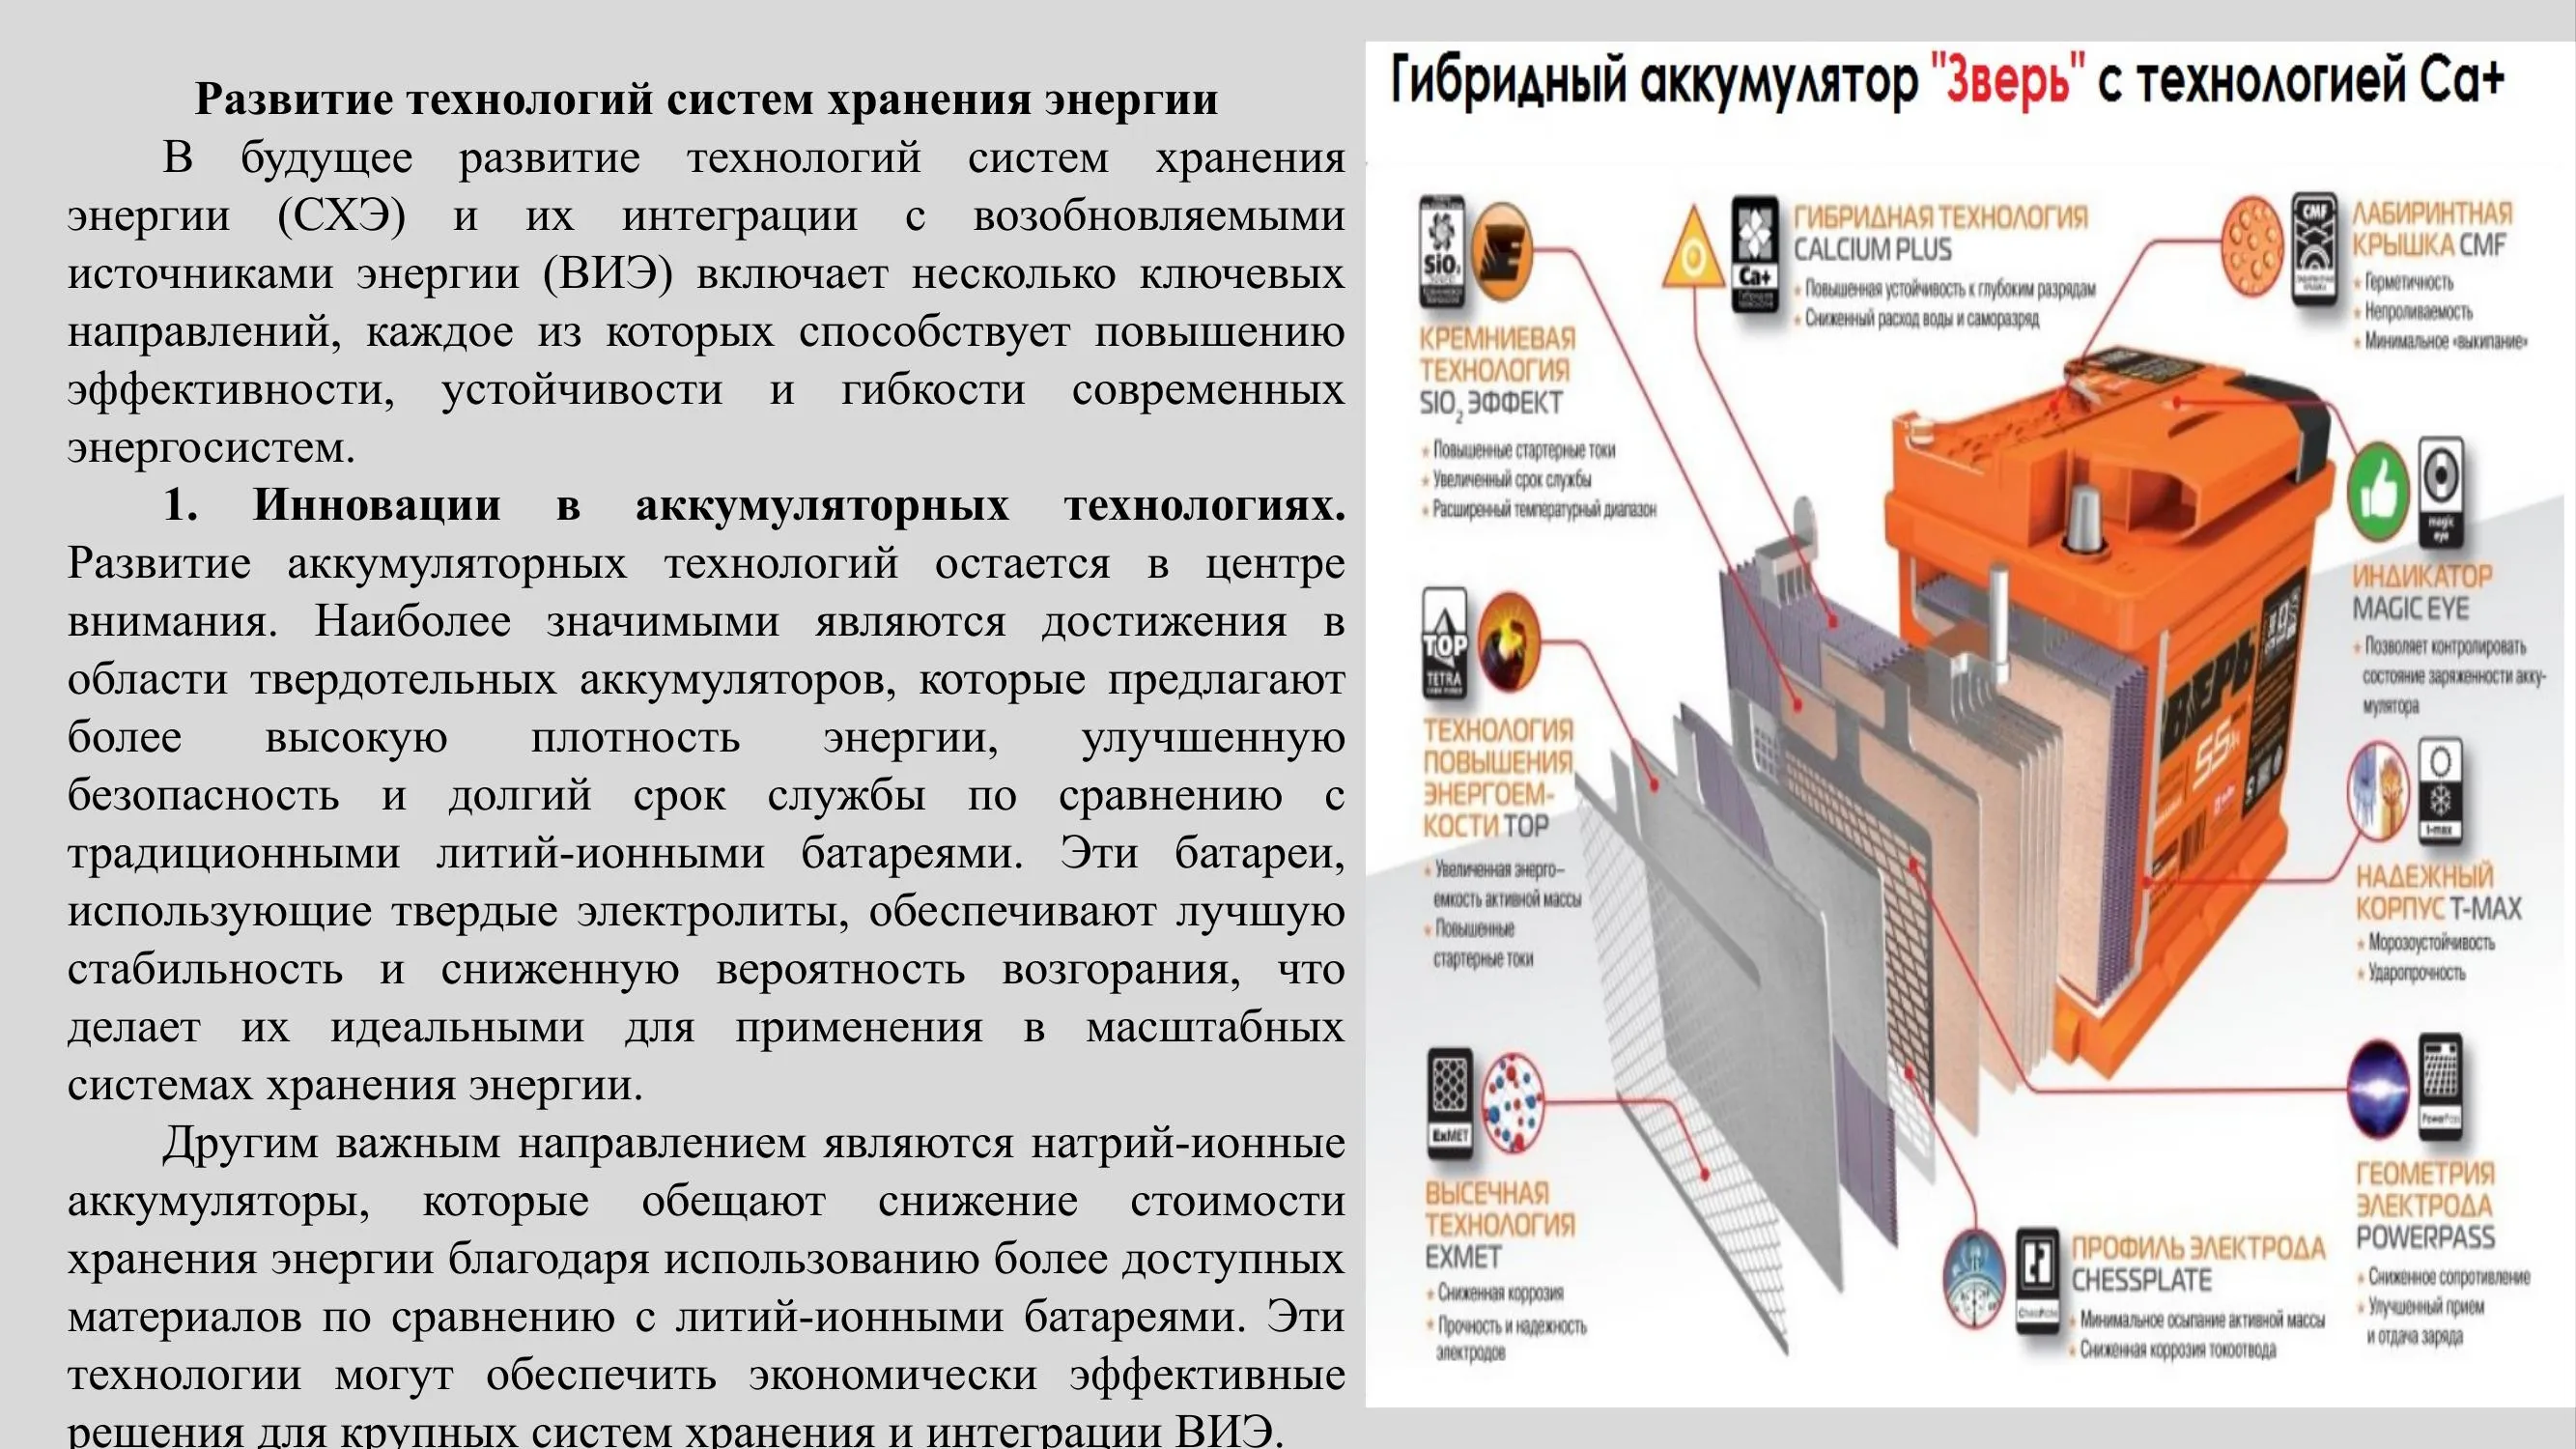 Развитие технологий систем хранения энергии
В будущее развитие технологий систем хранения
энергии (СХЭ) и их интеграции с возобновляемыми
источниками энергии (ВИЭ) включает несколько ключевых
направлений, каждое из которых способствует повышению
эффективности, устойчивости и гибкости современных
энергосистем.
1. Инновации в аккумуляторных технологиях.
Развитие аккумуляторных технологий остается в центре
внимания. Наиболее значимыми являются достижения в
области твердотельных аккумуляторов, которые предлагают
более высокую плотность энергии, улучшенную
безопасность и долгий срок службы по сравнению с
традиционными литий-ионными батареями. Эти батареи,
использующие твердые электролиты, обеспечивают лучшую
стабильность и сниженную вероятность возгорания, что
делает их идеальными для применения в масштабных
системах хранения энергии.
Другим важным направлением являются натрий-ионные
аккумуляторы, которые обещают снижение стоимости
хранения энергии благодаря использованию более доступных
материалов по сравнению с литий-ионными батареями. Эти
технологии могут обеспечить экономически эффективные
решения для крупных систем хранения и интеграции ВИЭ.
Гибридный аккумулятор "Зверь" с технологией Ca+
SiO₂
КРЕМНИЕВАЯ
ТЕХНОЛОГИЯ
SIO₂ ЭФФЕКТ
Повышенные стартерные токи
Увеличенный срок службы
Расширенный температурный диапазон
Ca+
ГИБРИДНАЯ ТЕХНОЛОГИЯ
CALCIUM PLUS
Повышенная устойчивость к глубоким разрядам
Сниженный расход воды и саморазряд
CMF
ЛАБИРИНТНАЯ
КРЫШКА CMF
Герметичность
Непроливаемость
Минимальное «выкипание»
magic
eye
ИНДИКАТОР
MAGIC EYE
Позволяет контролировать
состояние заряженности акку-
мулятора
TOP
TETRA
ТЕХНОЛОГИЯ
ПОВЫШЕНИЯ
ЭНЕРГОЕМ-
КОСТИ TOP
Увеличенная энерго–
емкость активной массы
Повышенные
стартерные токи
ЗВЕРЬ
55
t-max
НАДЕЖНЫЙ
КОРПУС T-MAX
Морозоустойчивость
Ударопрочность
ExMET
ВЫСЕЧНАЯ
ТЕХНОЛОГИЯ
EXMET
Сниженная коррозия
Прочность и надежность
электродов
ПРОФИЛЬ ЭЛЕКТРОДА
CHESSPLATE
Минимальное осыпание активной массы
Сниженная коррозия токоотвода
PowerPass
ГЕОМЕТРИЯ
ЭЛЕКТРОДА
POWERPASS
Сниженное сопротивление
Улучшенный прием
и отдача заряда